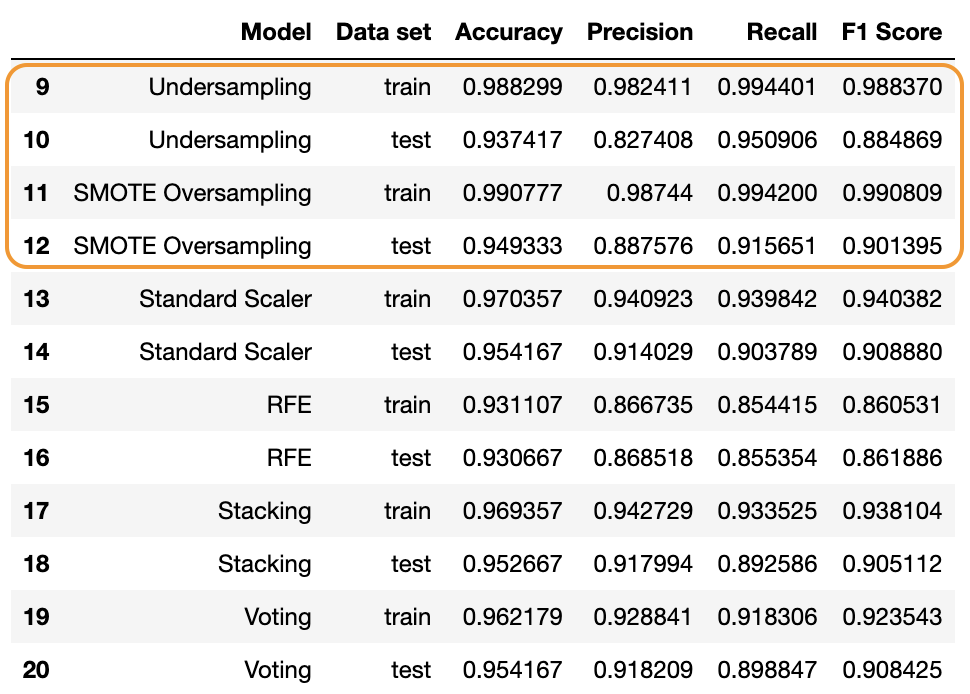 Model Data set Accuracy Precision Recall F1 Score
9 Undersampling train 0.988299 0.982411 0.994401 0.988370
10 Undersampling test 0.937417 0.827408 0.950906 0.884869
11 SMOTE Oversampling train 0.990777 0.98744 0.994200 0.990809
12 SMOTE Oversampling test 0.949333 0.887576 0.915651 0.901395
13 Standard Scaler train 0.970357 0.940923 0.939842 0.940382
14 Standard Scaler test 0.954167 0.914029 0.903789 0.908880
15 RFE train 0.931107 0.866735 0.854415 0.860531
16 RFE test 0.930667 0.868518 0.855354 0.861886
17 Stacking train 0.969357 0.942729 0.933525 0.938104
18 Stacking test 0.952667 0.917994 0.892586 0.905112
19 Voting train 0.962179 0.928841 0.918306 0.923543
20 Voting test 0.954167 0.918209 0.898847 0.908425